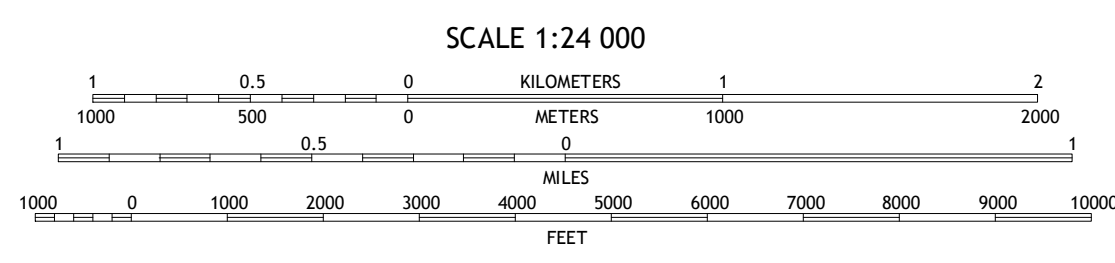 SCALE 1:24 000
1 0.5 0 KILOMETERS 1 2
1000 500 0 METERS 1000 2000
1 0.5 0 1
MILES
1000 0 1000 2000 3000 4000 5000 6000 7000 8000 9000 10000
FEET